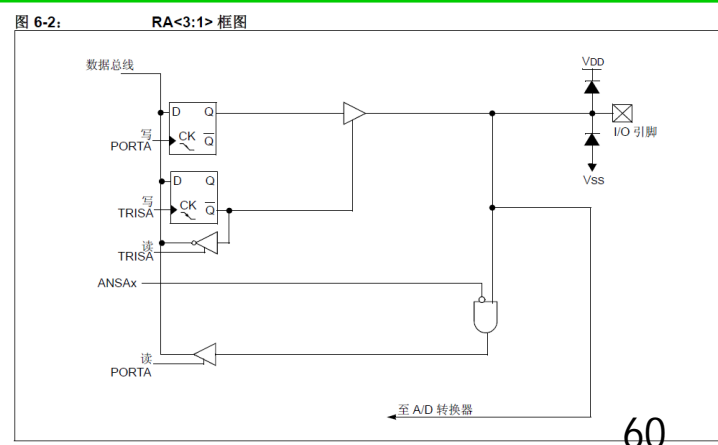 图 6-2: RA<3:1> 框图
数据总线
VDD
D Q
I/O 引脚
写
PORTA
CK Q
VSS
D Q
写
TRISA
CK Q
读
TRISA
ANSAx
读
PORTA
至 A/D 转换器
60